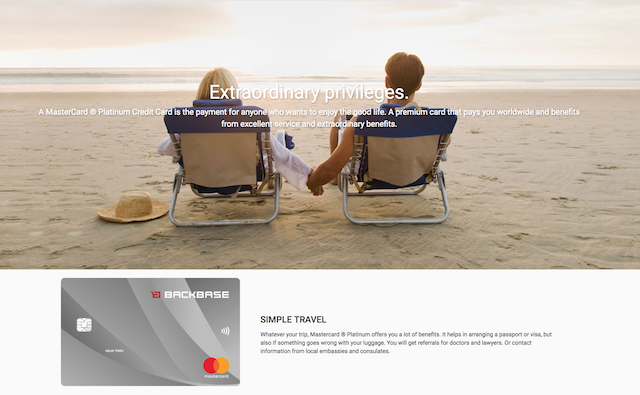 Extraordinary privileges.
A MasterCard ® Platinum Credit Card is the payment for anyone who wants to enjoy the good life. A premium card that pays you worldwide and benefits
from excellent service and extraordinary benefits.
BACKBASE
VALID THRU
mastercard
SIMPLE TRAVEL
Whatever your trip, Mastercard ® Platinum offers you a lot of benefits. It helps in arranging a passport or visa, but
also if something goes wrong with your luggage. You will get referrals for doctors and lawyers. Or contact
information from local embassies and consulates.